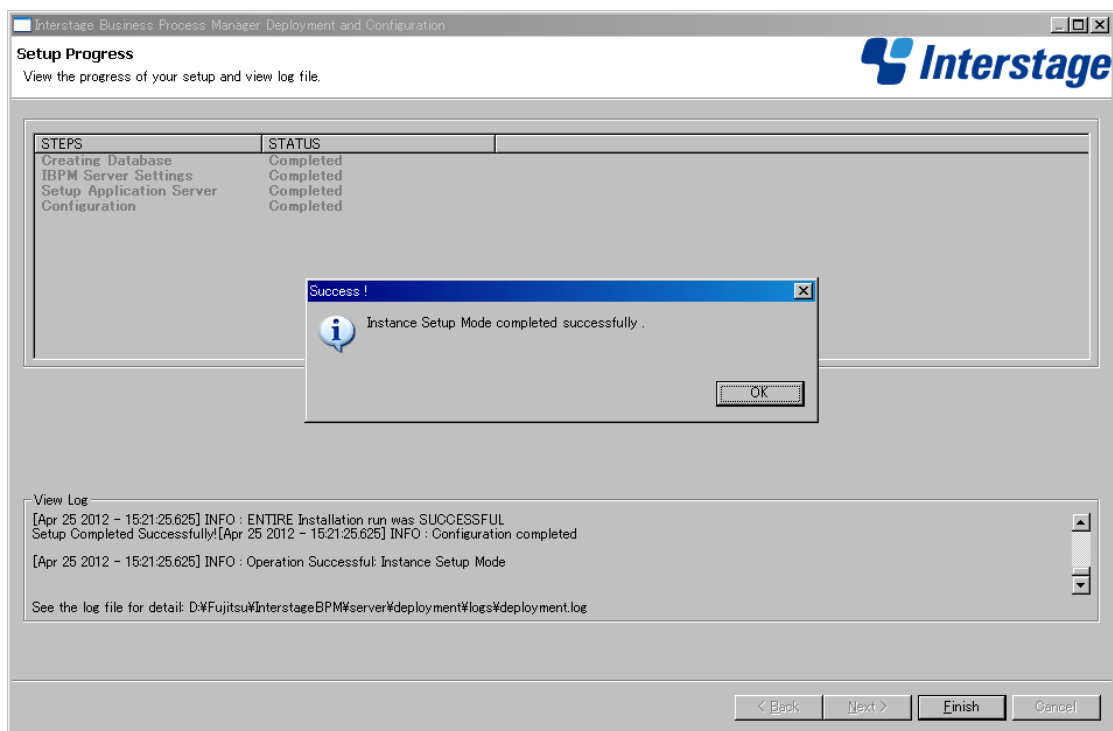 Interstage Business Process Manager Deployment and Configuration
Setup Progress
View the progress of your setup and view log file.
Interstage
STEPS STATUS
Creating Database Completed
IBPM Server Settings Completed
Setup Application Server Completed
Configuration Completed
Success !
Instance Setup Mode completed successfully .
OK
View Log
[Apr 25 2012 - 15:21:25.625] INFO : ENTIRE Installation run was SUCCESSFUL
Setup Completed Successfully![Apr 25 2012 - 15:21:25.625] INFO : Configuration completed
[Apr 25 2012 - 15:21:25.625] INFO : Operation Successful: Instance Setup Mode
See the log file for detail: D:¥Fujitsu¥InterstageBPM¥server¥deployment¥logs¥deployment.log
< Back Next > Finish Cancel